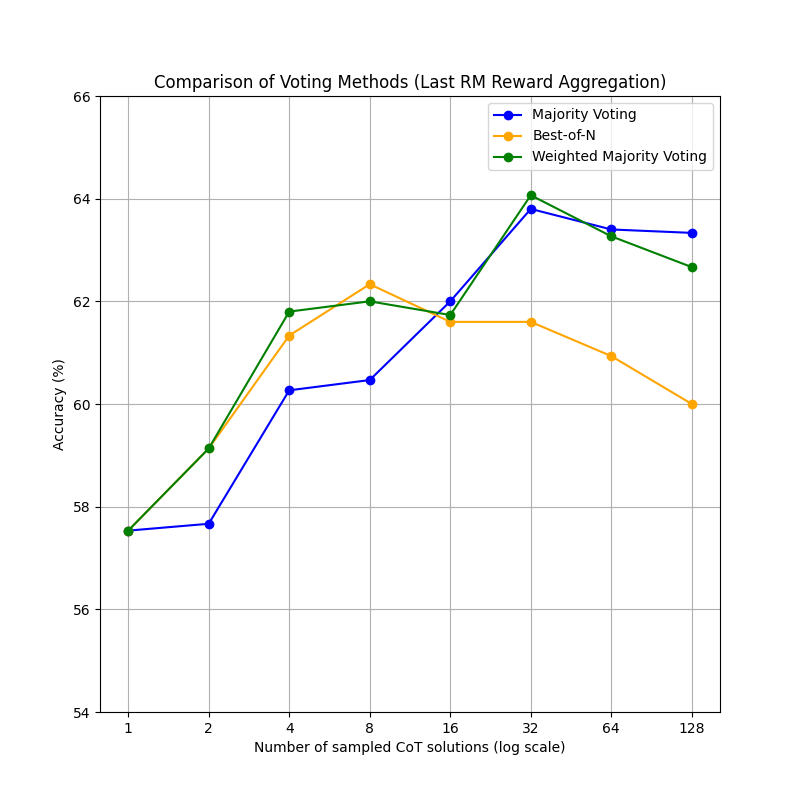 Comparison of Voting Methods (Last RM Reward Aggregation)
Majority Voting
Best-of-N
Weighted Majority Voting
66
64
62
60
58
56
54
Accuracy (%)
1 2 4 8 16 32 64 128
Number of sampled CoT solutions (log scale)